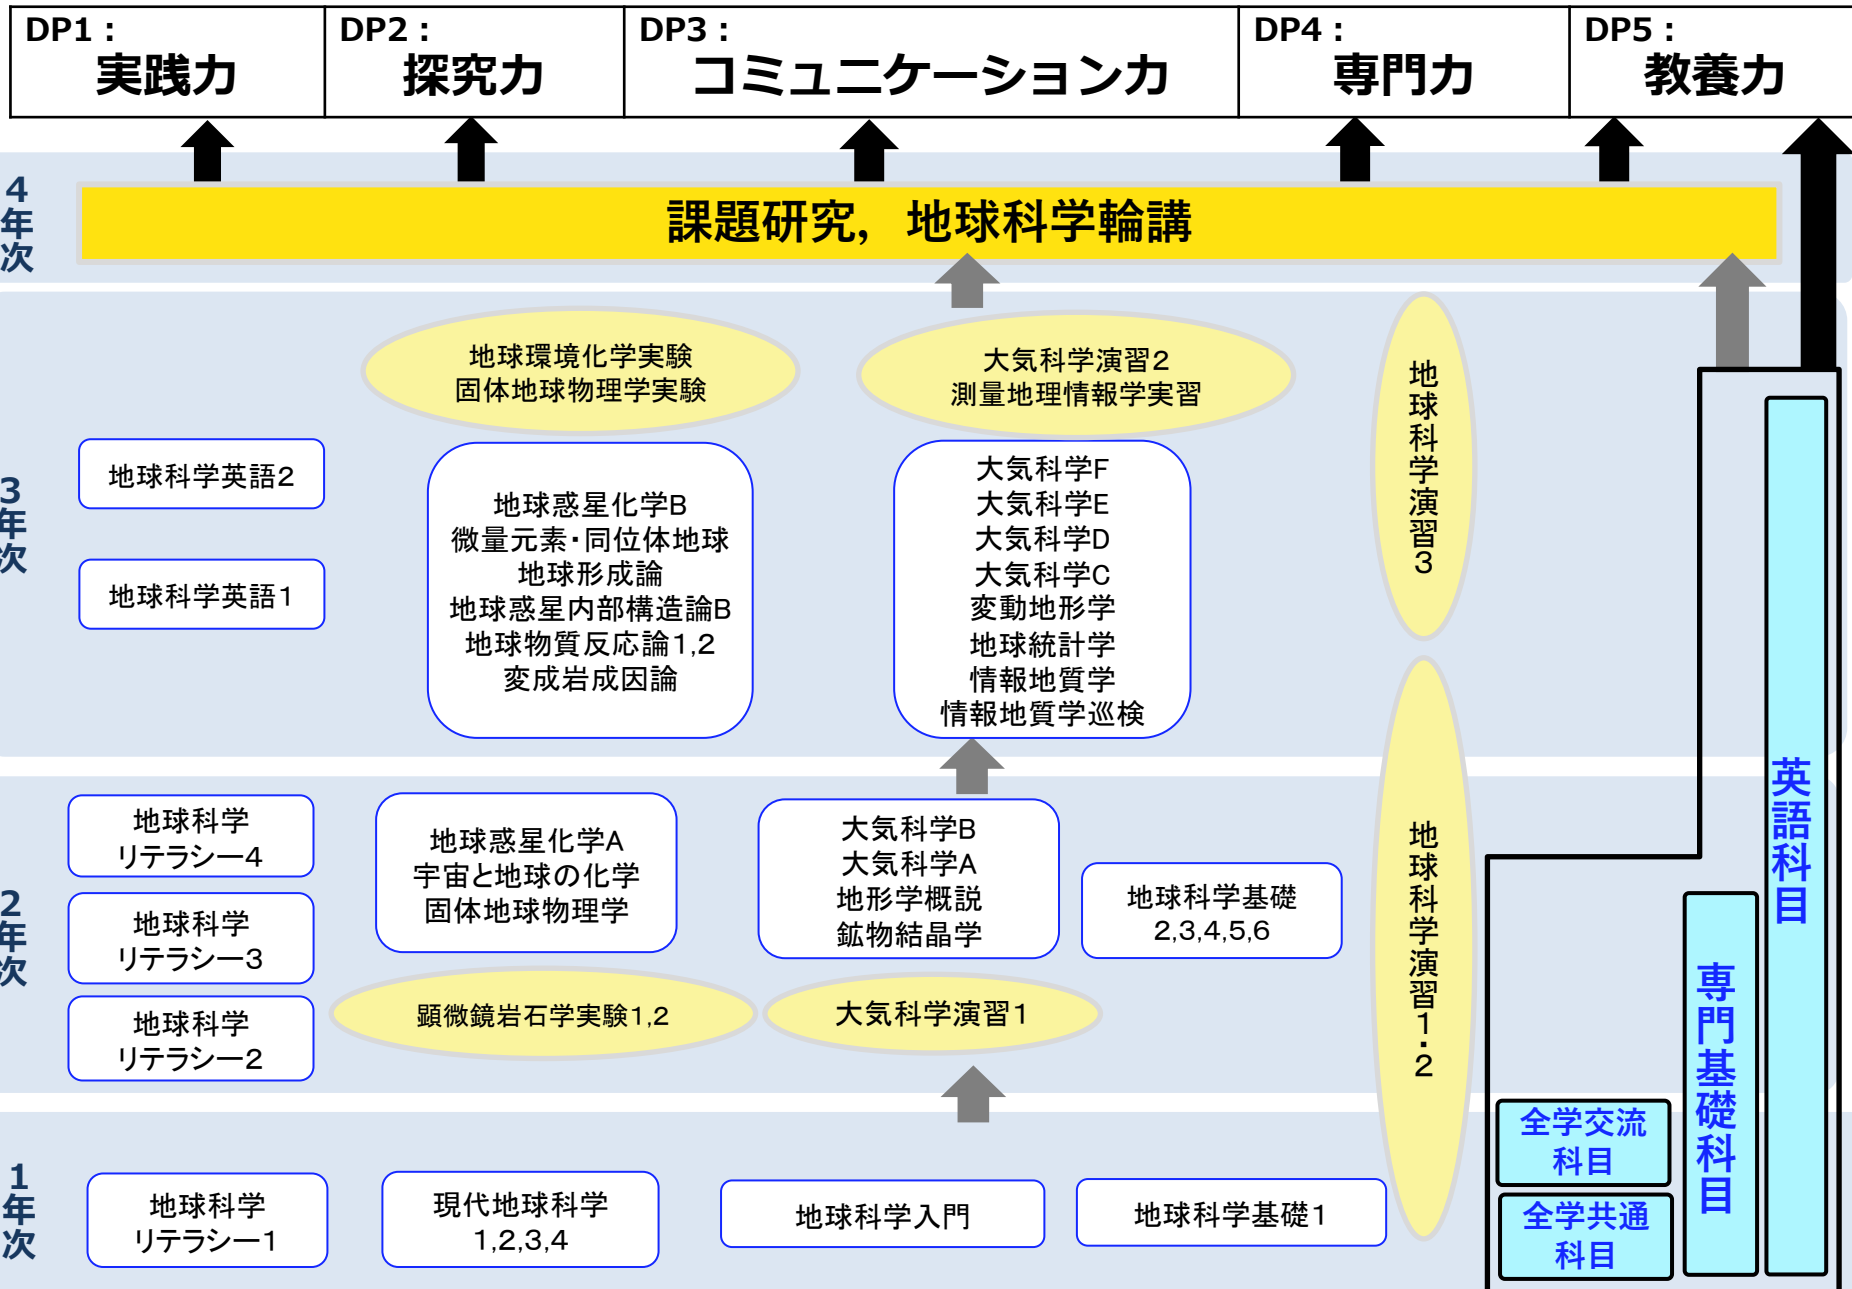 DP1：
実践力
DP2：
探究力
DP3：
コミュニケーション力
DP4：
専門力
DP5：
教養力
4年次
課題研究，地球科学輪講
3年次
地球環境化学実験
固体地球物理学実験
大気科学演習2
測量地理情報学実習
地球科学演習3
地球科学英語2
地球科学英語1
地球惑星化学B
微量元素・同位体地球
地球形成論
地球惑星内部構造論B
地球物質反応論1,2
変成岩成因論
大気科学F
大気科学E
大気科学D
大気科学C
変動地形学
地球統計学
情報地質学
情報地質学巡検
2年次
地球科学
リテラシー4
地球科学
リテラシー3
地球科学
リテラシー2
地球惑星化学A
宇宙と地球の化学
固体地球物理学
大気科学B
大気科学A
地形学概説
鉱物結晶学
地球科学基礎
2,3,4,5,6
顕微鏡岩石学実験1,2
大気科学演習1
地球科学演習1・2
英語科目
専門基礎科目
全学交流
科目
全学共通
科目
1年次
地球科学
リテラシー1
現代地球科学
1,2,3,4
地球科学入門
地球科学基礎1